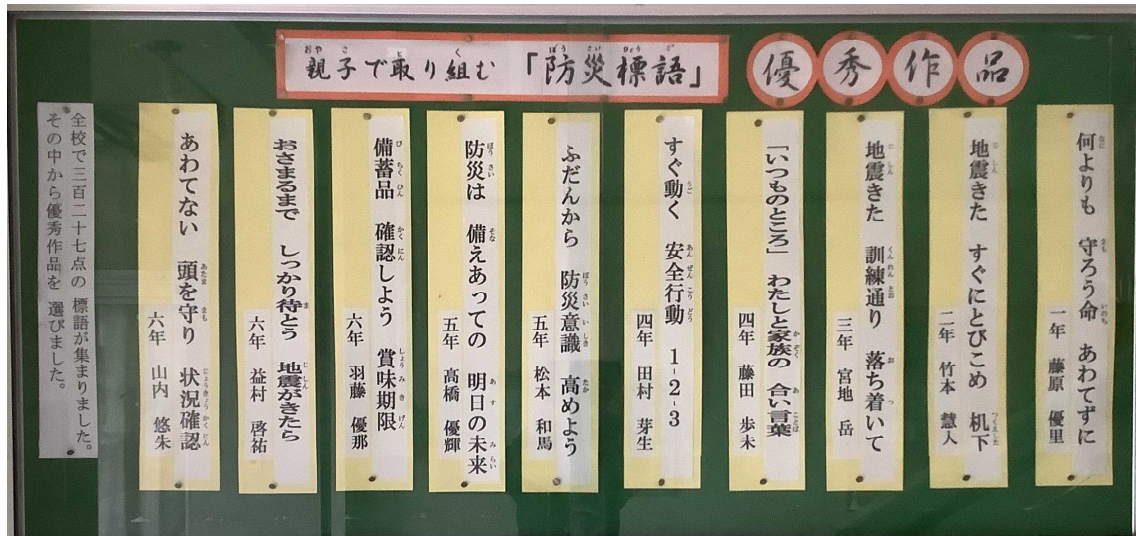 親子で取り組む「防災標語」
優秀作品
何よりも 守ろう命 あわてずに
一年 藤原 優里
地震きた すぐにとびこめ 机下
二年 竹本 慧人
地震きた 訓練通り 落ち着いて
三年 宮地 岳
「いつものところ」 わたしと家族の 合い言葉
四年 藤田 歩未
すぐ動く 安全行動 1-2-3
四年 田村 芽生
ふだんから 防災意識 高めよう
五年 松本 和馬
防災は 備えあっての 明日の未来
五年 髙橋 優輝
備蓄品 確認しよう 賞味期限
六年 羽藤 優那
おさまるまで しっかり待とう 地震がきたら
六年 益村 啓祐
あわてない 頭を守り 状況確認
六年 山内 悠朱
全校で三百二十七点の 標語が集まりました。
その中から優秀作品を 選びました。